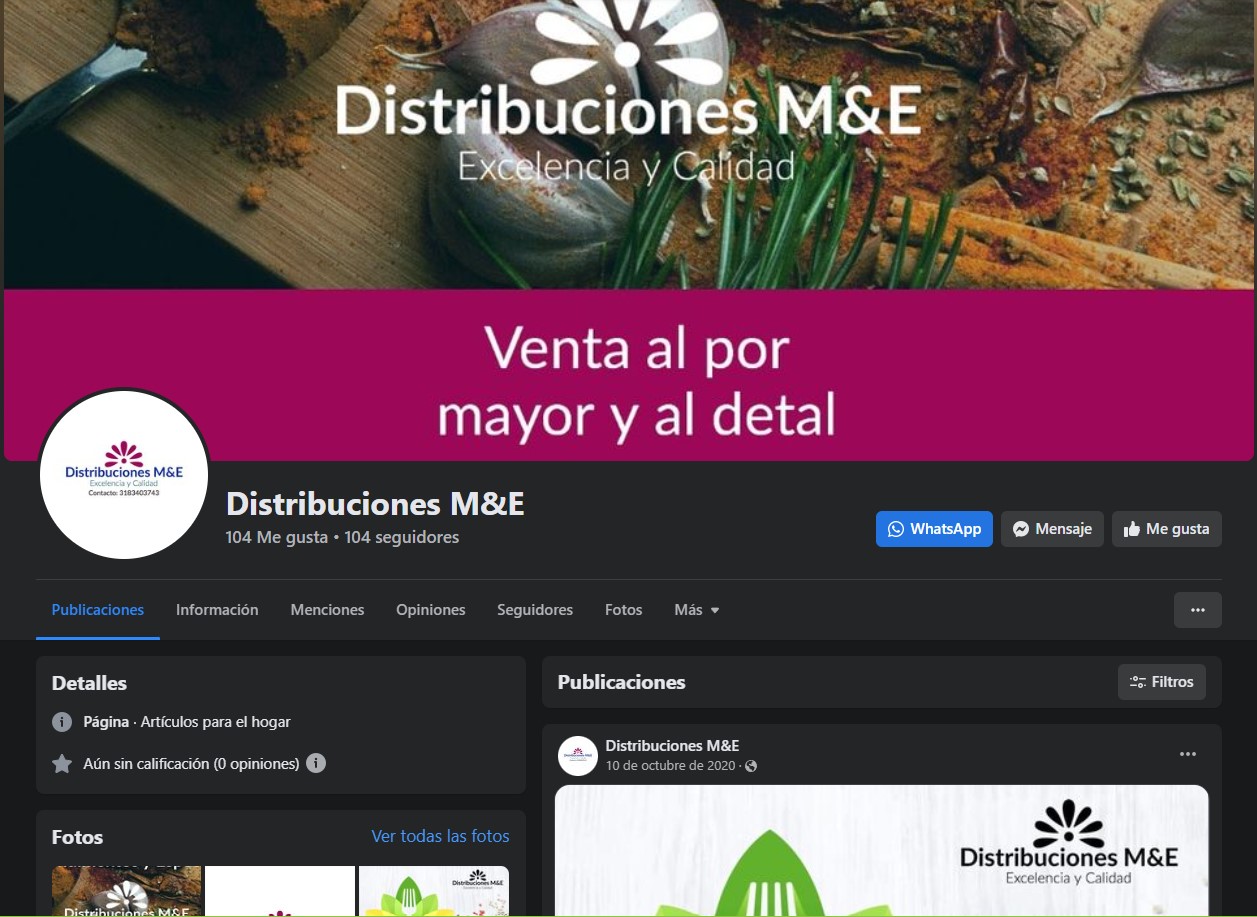 Distribuciones M&E
Excelencia y Calidad
Venta al por
mayor y al detal
Distribuciones M&E
Excelencia y Calidad
Contacto: 3183403743
Distribuciones M&E
104 Me gusta • 104 seguidores
WhatsApp
Mensaje
Me gusta
Publicaciones
Información
Menciones
Opiniones
Seguidores
Fotos
Más
Detalles
Página · Artículos para el hogar
Aún sin calificación (0 opiniones)
Fotos
Ver todas las fotos
Distribuciones M&E
Distribuciones M&E
Publicaciones
Filtros
Distribuciones M&E
10 de octubre de 2020 ·
Distribuciones M&E
Excelencia y Calidad